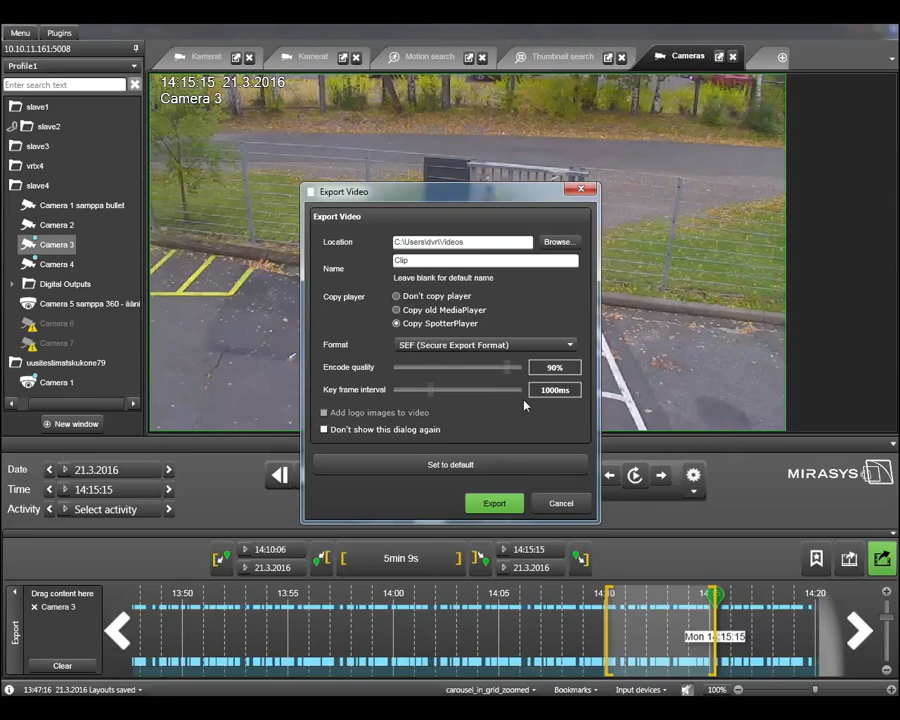 Menu Plugins
10.10.11.161:5008
Profile1
Enter search text
slave1
slave2
slave3
vrtx4
slave4
Camera 1 samppa bullet
Camera 2
Camera 3
Camera 4
Digital Outputs
Camera 5 samppa 360 - ääni
Camera 6
Camera 7
uusitestimatskukone79
Camera 1
New window
Kamerat Kamerat Motion search Thumbnail search Cameras
14:15:15 21.3.2016
Camera 3
Export Video
Export Video
Location C:\Users\dvr\Videos Browse...
Name Clip
Leave blank for default name
Copy player Don't copy player
Copy old MediaPlayer
Copy SpotterPlayer
Format SEF (Secure Export Format)
Encode quality 90%
Key frame interval 1000ms
Add logo images to video
Don't show this dialog again
Set to default
Export Cancel
Date 21.3.2016
Time 14:15:15
Activity Select activity
MIRASYS
14:10:06 5min 9s 14:15:15
21.3.2016 21.3.2016
Export
Drag content here
Camera 3
Clear
13:50 13:55 14:00 14:05 14:10 14:15 14:20
Mon 14:15:15
13:47:16 21.3.2016 Layouts saved carousel_in_grid_zoomed Bookmarks Input devices 100%